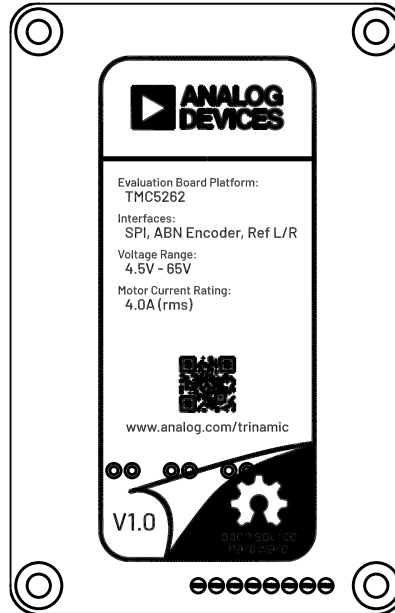 ANALOG
DEVICES
Evaluation Board Platform:
TMC5262
Interfaces:
SPI, ABN Encoder, Ref L/R
Voltage Range:
4.5V - 65V
Motor Current Rating:
4.0A (rms)
www.analog.com/trinamic
V1.0
open source
hardware